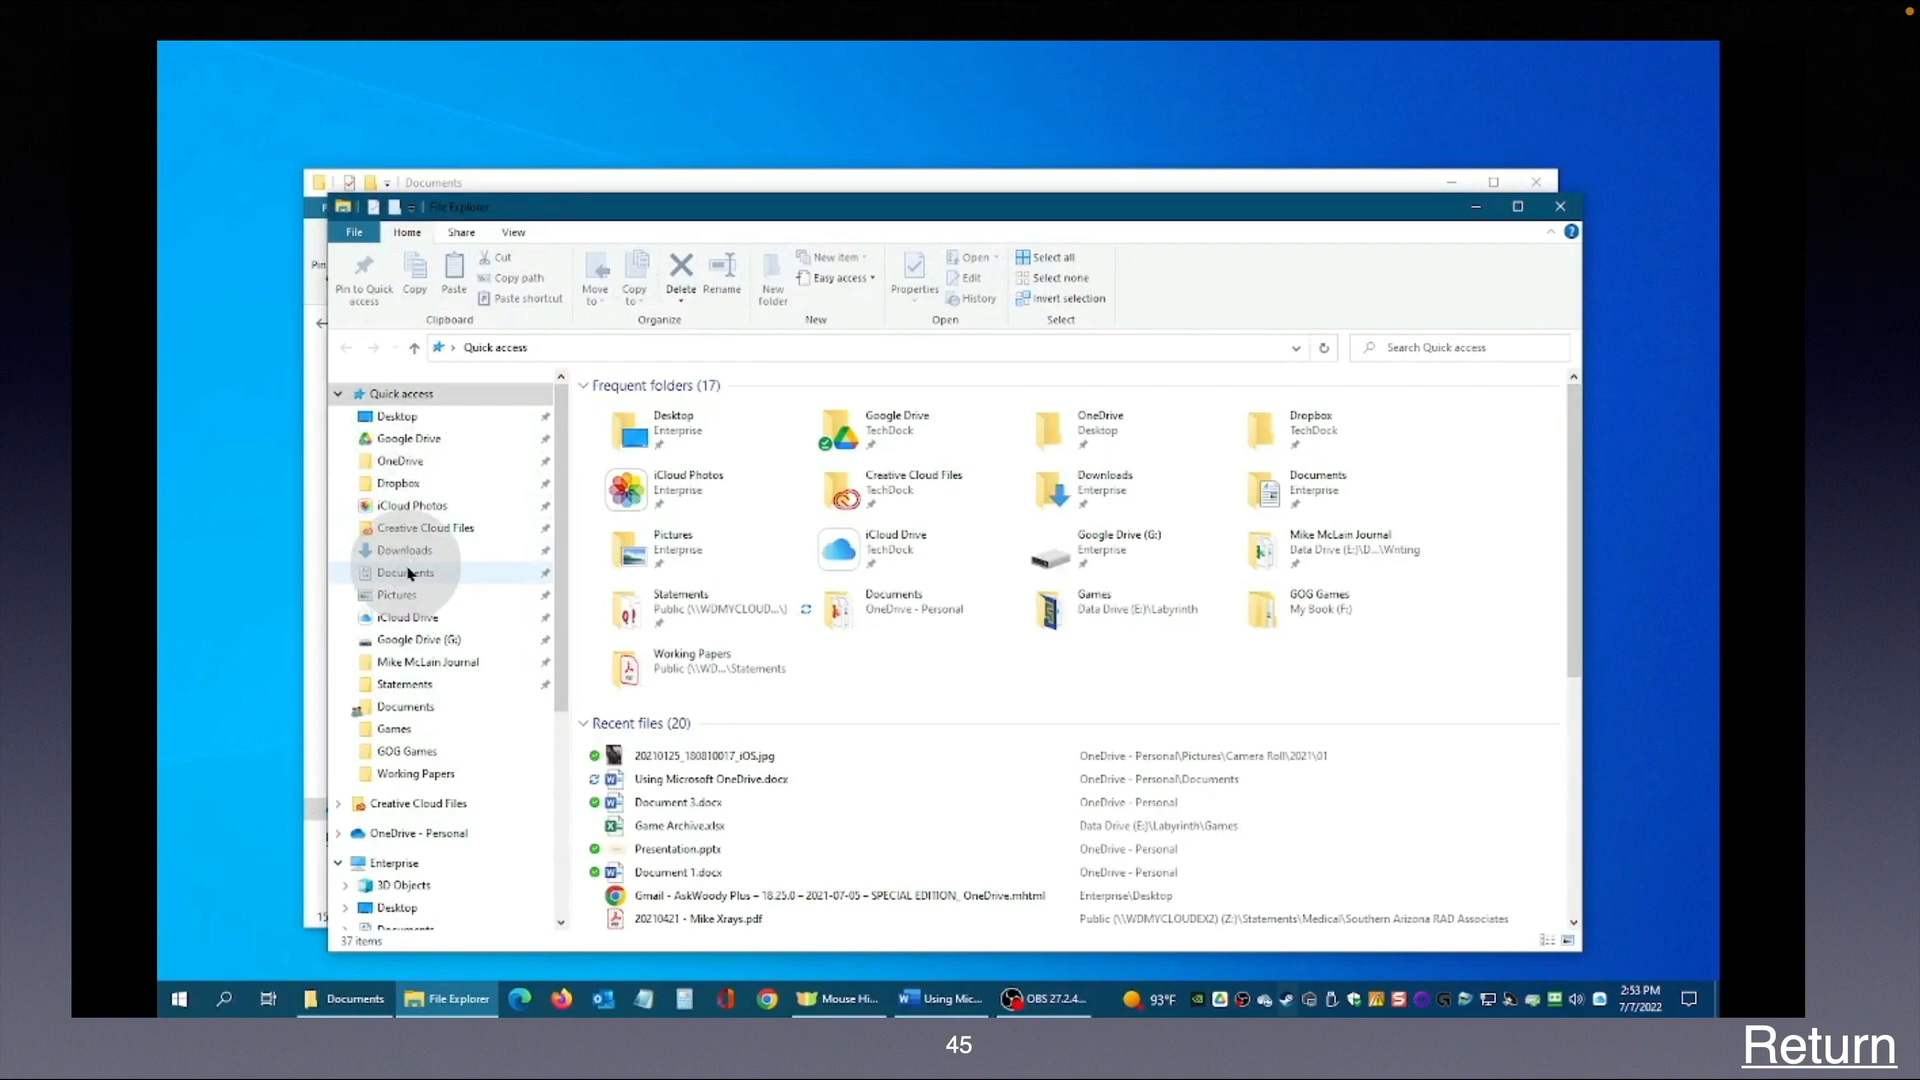 Documents
File Explorer
File Home Share View
Pin to Quick access
Copy
Paste
Cut
Copy path
Paste shortcut
Clipboard
Move to
Copy to
Delete
Rename
Organize
New folder
New item
Easy access
New
Properties
Open
Edit
History
Open
Select all
Select none
Invert selection
Select
Quick access
Search Quick access
Quick access
Desktop
Google Drive
OneDrive
Dropbox
iCloud Photos
Creative Cloud Files
Downloads
Documents
Pictures
iCloud Drive
Google Drive (G:)
Mike McLain Journal
Statements
Documents
Games
GOG Games
Working Papers
Creative Cloud Files
OneDrive - Personal
Enterprise
3D Objects
Desktop
Documents
37 items
Frequent folders (17)
Desktop
Enterprise
Google Drive
TechDock
OneDrive
Desktop
Dropbox
TechDock
iCloud Photos
Enterprise
Creative Cloud Files
TechDock
Downloads
Enterprise
Documents
Enterprise
Pictures
Enterprise
iCloud Drive
TechDock
Google Drive (G:)
Enterprise
Mike McLain Journal
Data Drive (E:)\D...\Writing
Statements
Public (\\WDMYCLOUD...\)
Documents
OneDrive - Personal
Games
Data Drive (E:)\Labyrinth
GOG Games
My Book (F:)
Working Papers
Public (\\WD...\Statements
Recent files (20)
20210125_180810017_iOS.jpg OneDrive - Personal\Pictures\Camera Roll\2021\01
Using Microsoft OneDrive.docx OneDrive - Personal\Documents
Document 3.docx OneDrive - Personal
Game Archive.xlsx Data Drive (E:)\Labyrinth\Games
Presentation.pptx OneDrive - Personal
Document 1.docx OneDrive - Personal
Gmail - AskWoody Plus – 18.25.0 – 2021-07-05 – SPECIAL EDITION_ OneDrive.mhtml Enterprise\Desktop
20210421 - Mike Xrays.pdf Public (\\WDMYCLOUDEX2) (Z:)\Statements\Medical\Southern Arizona RAD Associates
Documents File Explorer Mouse Hi... Using Mic... OBS 27.2.4... 93°F
2:53 PM
7/7/2022
45
Return